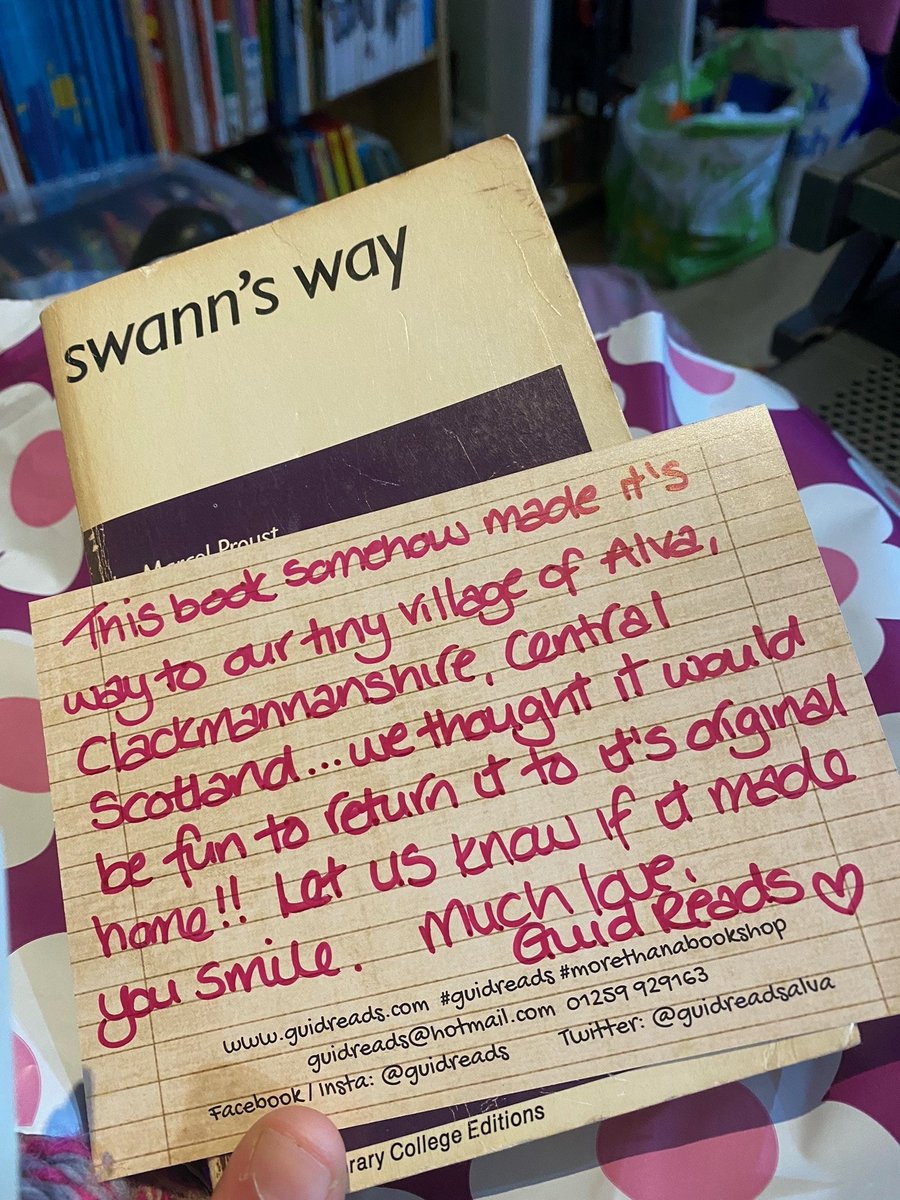 swann's way
Marcel Proust
This book somehow made it's
way to our tiny village of Alva,
Clackmannanshire, Central
Scotland...we thought it would
be fun to return it to it's original
home!! Let us know if it made
you smile. Much love,
Guid Reads ♡
www.guidreads.com #guidreads #morethanabookshop
guidreads@hotmail.com 01259 929163
Facebook/Insta: @guidreads Twitter: @guidreadsalva
College Editions